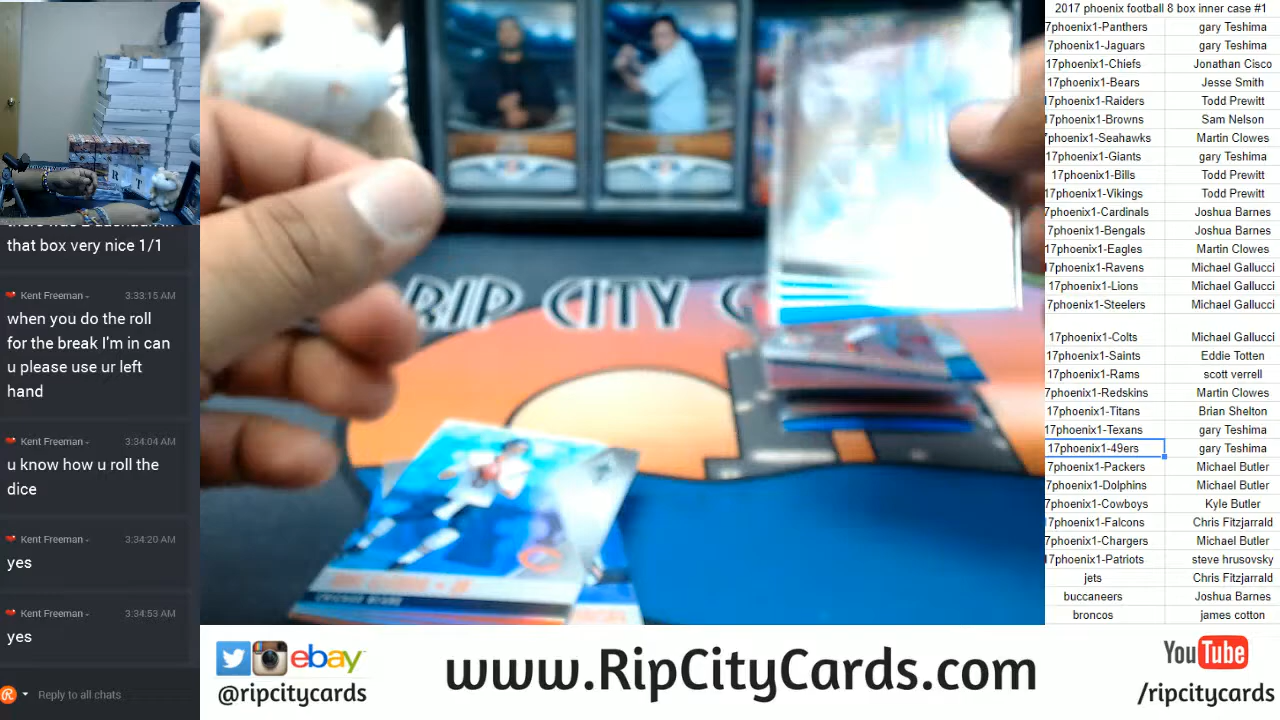 there was 2 
that box very nice 1/1
Kent Freeman
3:33:15 AM
when you do the roll
for the break I'm in can
u please use ur left
hand
Kent Freeman
3:34:04 AM
u know how u roll the
dice
Kent Freeman
3:34:20 AM
yes
Kent Freeman
3:34:53 AM
yes
Reply to all chats
RIP CITY C
CHICAGO BEARS
2017 phoenix football 8 box inner case #1
7phoenix1-Panthers gary Teshima
7phoenix1-Jaguars gary Teshima
17phoenix1-Chiefs Jonathan Cisco
17phoenix1-Bears Jesse Smith
17phoenix1-Raiders Todd Prewitt
17phoenix1-Browns Sam Nelson
7phoenix1-Seahawks Martin Clowes
17phoenix1-Giants gary Teshima
17phoenix1-Bills Todd Prewitt
17phoenix1-Vikings Todd Prewitt
7phoenix1-Cardinals Joshua Barnes
7phoenix1-Bengals Joshua Barnes
17phoenix1-Eagles Martin Clowes
17phoenix1-Ravens Michael Gallucci
17phoenix1-Lions Michael Gallucci
7phoenix1-Steelers Michael Gallucci
17phoenix1-Colts Michael Gallucci
17phoenix1-Saints Eddie Totten
17phoenix1-Rams scott verrell
7phoenix1-Redskins Martin Clowes
17phoenix1-Titans Brian Shelton
17phoenix1-Texans gary Teshima
17phoenix1-49ers gary Teshima
7phoenix1-Packers Michael Butler
7phoenix1-Dolphins Michael Butler
7phoenix1-Cowboys Kyle Butler
17phoenix1-Falcons Chris Fitzjarrald
7phoenix1-Chargers Michael Butler
17phoenix1-Patriots steve hrusovsky
jets Chris Fitzjarrald
buccaneers Joshua Barnes
broncos james cotton
ebay
@ripcitycards
www.RipCityCards.com
YouTube
/ripcitycards